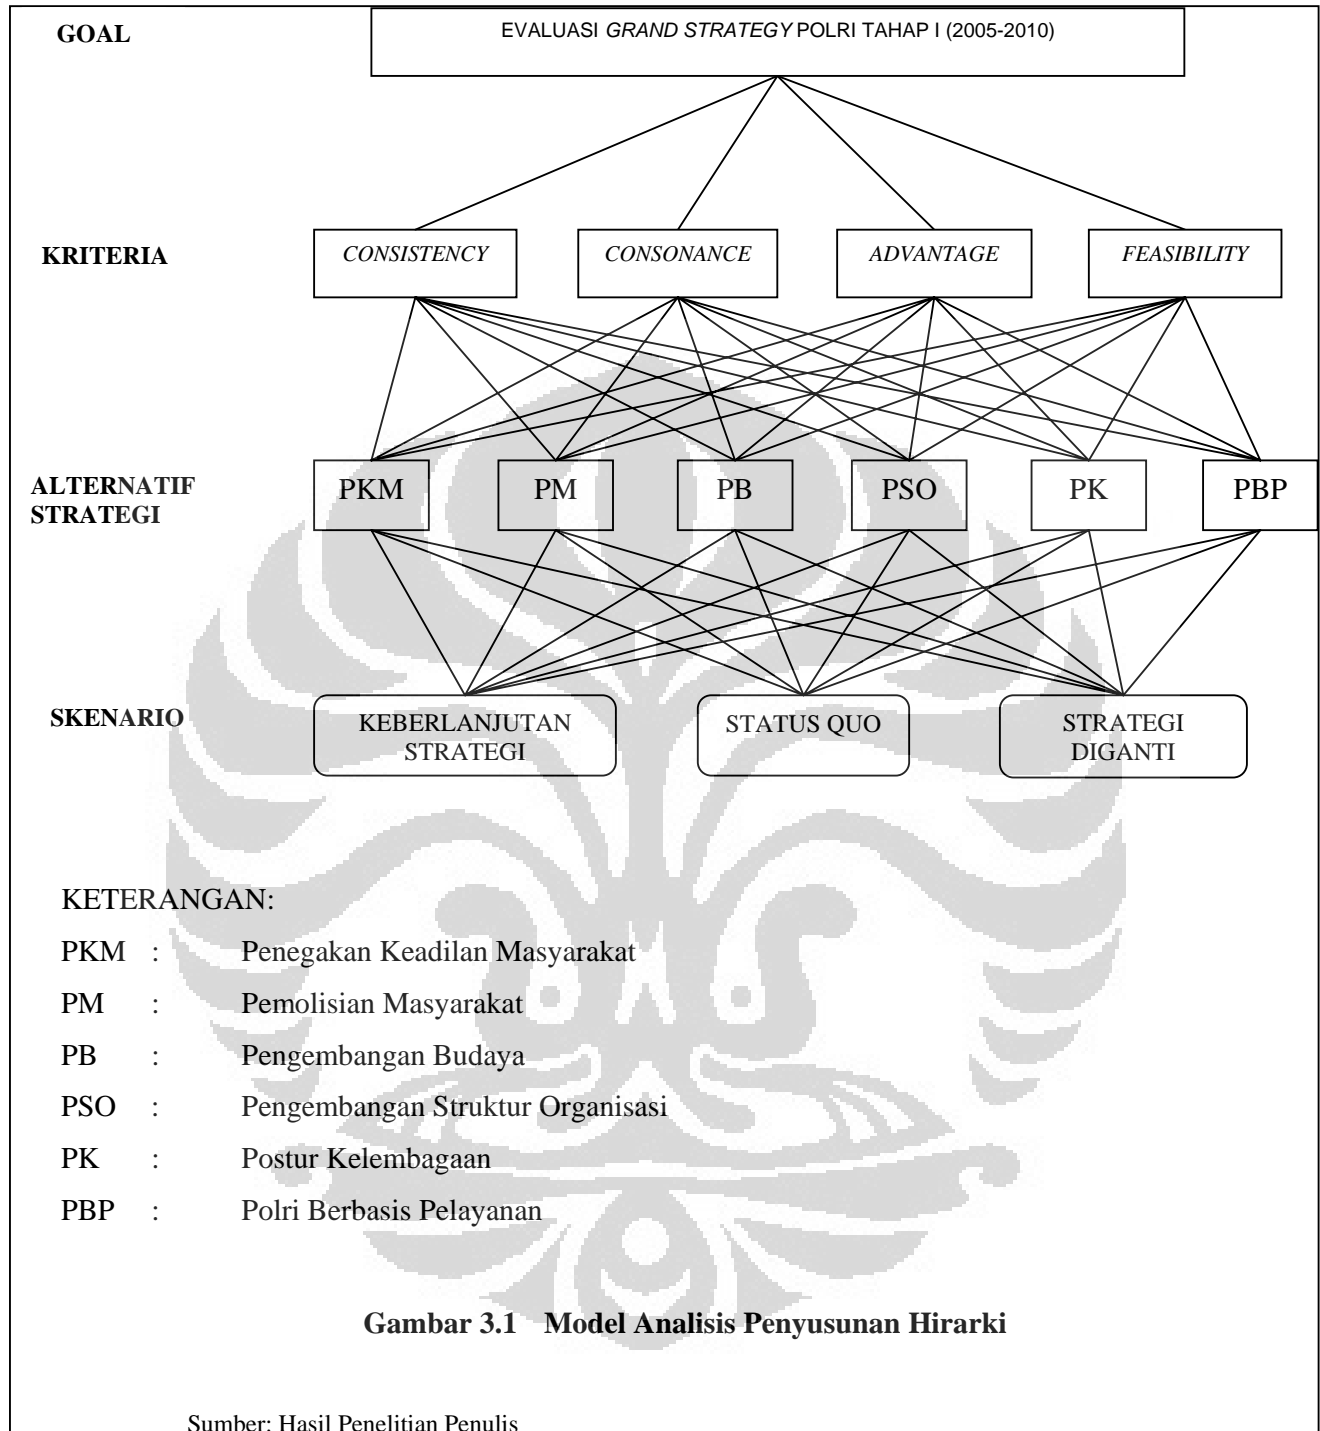 GOAL
EVALUASI GRAND STRATEGY POLRI TAHAP I (2005-2010)
KRITERIA
CONSISTENCY
CONSONANCE
ADVANTAGE
FEASIBILITY
ALTERNATIF
STRATEGI
PKM
PM
PB
PSO
PK
PBP
SKENARIO
KEBERLANJUTAN
STRATEGI
STATUS QUO
STRATEGI
DIGANTI
KETERANGAN:
PKM : Penegakan Keadilan Masyarakat
PM : Pemolisian Masyarakat
PB : Pengembangan Budaya
PSO : Pengembangan Struktur Organisasi
PK : Postur Kelembagaan
PBP : Polri Berbasis Pelayanan
Gambar 3.1 Model Analisis Penyusunan Hirarki
Sumber: Hasil Penelitian Penulis